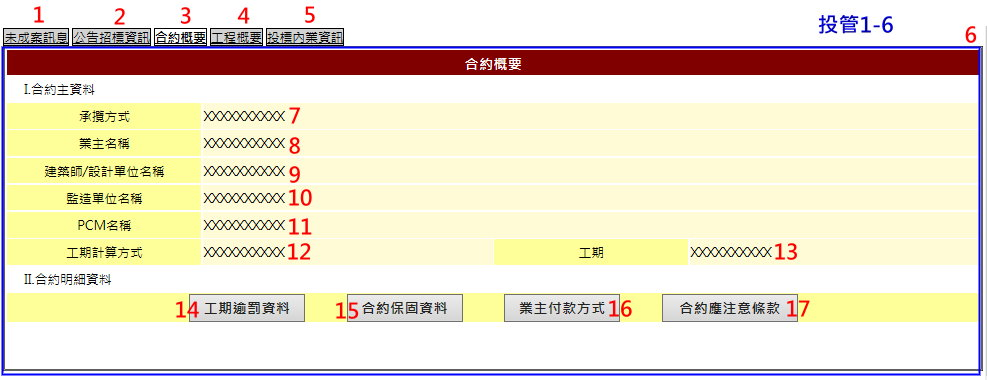 1 2 3 4 5 投管1-6 6
未成案訊息 公告招標資訊 合約概要 工程概要 投標內業資訊
合約概要
I.合約主資料
承攬方式 XXXXXXXXXX 7
業主名稱 XXXXXXXXXX 8
建築師/設計單位名稱 XXXXXXXXXX 9
監造單位名稱 XXXXXXXXXX 10
PCM名稱 XXXXXXXXXX 11
工期計算方式 XXXXXXXXXX 12 工期 XXXXXXXXXX 13
II.合約明細資料
14 工期逾罰資料 15 合約保固資料 業主付款方式 16 合約應注意條款 17